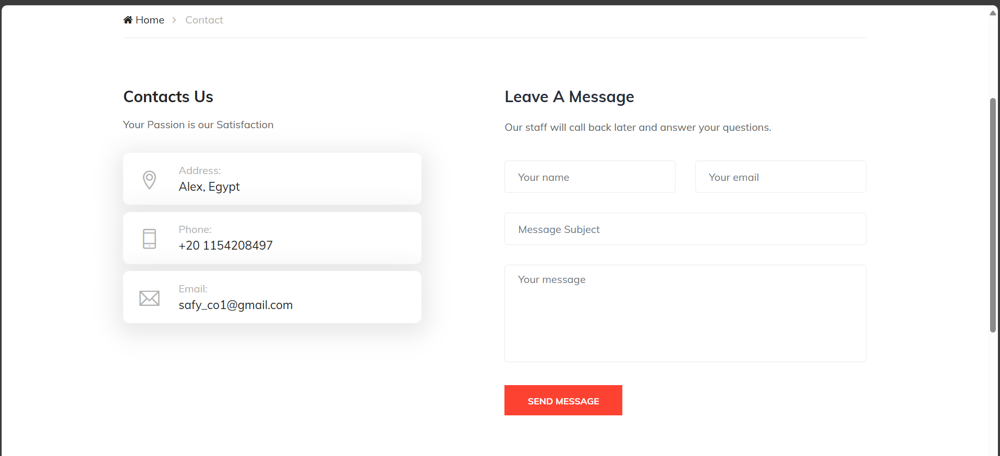 Home > Contact
Contacts Us
Your Passion is our Satisfaction
Address:
Alex, Egypt
Phone:
+20 1154208497
Email:
safy_co1@gmail.com
Leave A Message
Our staff will call back later and answer your questions.
Your name
Your email
Message Subject
Your message
SEND MESSAGE